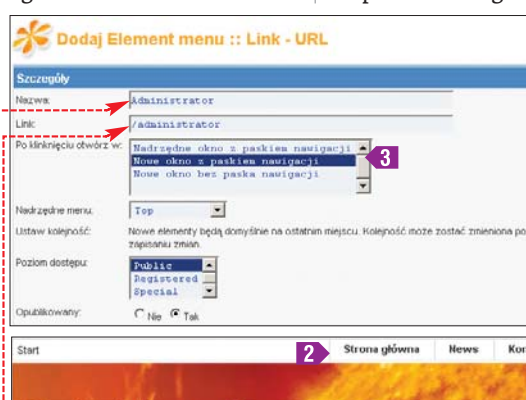 Dodaj Element menu :: Link - URL
Szczegóły
Nazwa: Administrator
Link: /administrator
Po kliknięciu otwórz w: Nadrzędne okno z paskiem nawigacji
Nowe okno z paskiem nawigacji
Nowe okno bez paska nawigacji
3
Nadrzędne menu: Top
Ustaw kolejność: Nowe elementy będą domyślnie na ostatnim miejscu. Kolejność może zostać zmieniona po
zapisaniu zmian.
Poziom dostępu: Public
Registered
Special
Opublikowany: Nie Tak
Start 2 Strona główna News